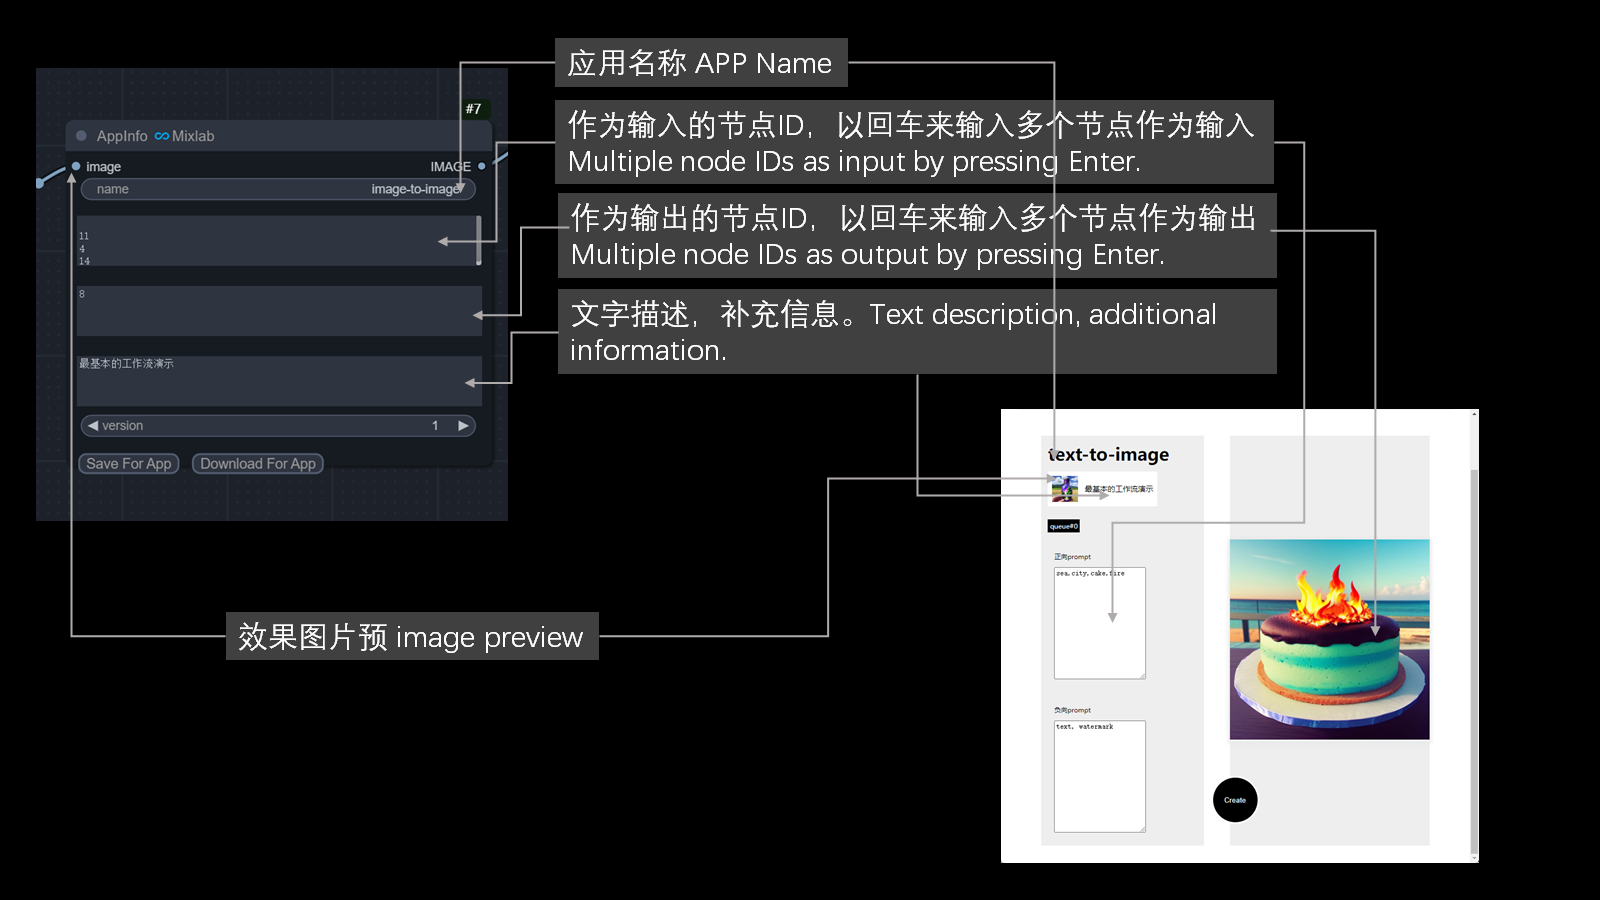 应用名称 APP Name
作为输入的节点ID，以回车来输入多个节点作为输入
Multiple node IDs as input by pressing Enter.
作为输出的节点ID，以回车来输入多个节点作为输出
Multiple node IDs as output by pressing Enter.
文字描述，补充信息。Text description, additional
information.
#7
AppInfo Mixlab
image
IMAGE
name
image-to-image
11
4
14
8
最基本的工作流演示
version
1
Save For App
Download For App
效果图片预 image preview
text-to-image
最基本的工作流演示
queue#0
正向prompt
sea,city,cake,fire
负向prompt
text, watermark
Create